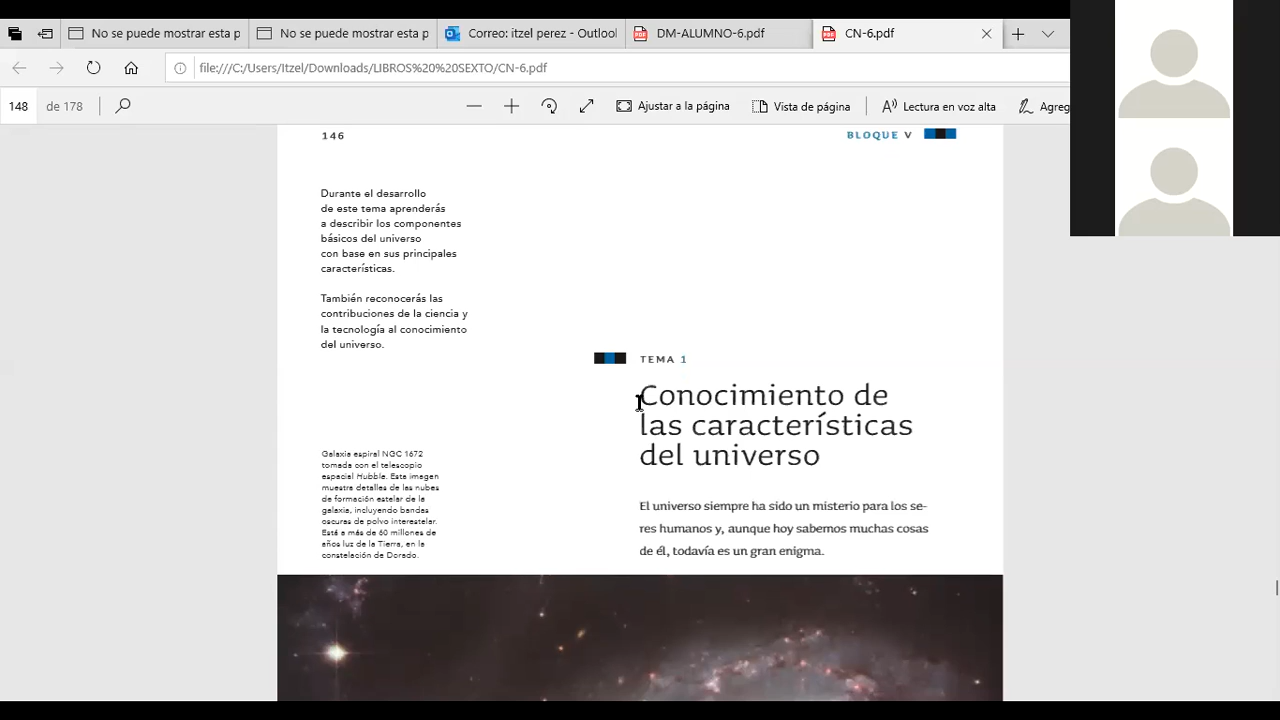 No se puede mostrar esta p
No se puede mostrar esta p
Correo: itzel perez - Outlool
DM-ALUMNO-6.pdf
CN-6.pdf
file:///C:/Users/Itzel/Downloads/LIBROS%20%20SEXTO/CN-6.pdf
148 de 178
Ajustar a la página
Vista de página
Lectura en voz alta
Agreg
146
BLOQUE V
Durante el desarrollo
de este tema aprenderás
a describir los componentes
básicos del universo
con base en sus principales
características.
También reconocerás las
contribuciones de la ciencia y
la tecnología al conocimiento
del universo.
TEMA 1
Conocimiento de
las características
del universo
Galaxia espiral NGC 1672
tomada con el telescopio
espacial Hubble. Esta imagen
muestra detalles de las nubes
de formación estelar de la
galaxia, incluyendo bandas
oscuras de polvo interestelar.
Está a más de 60 millones de
años luz de la Tierra, en la
constelación de Dorado.
El universo siempre ha sido un misterio para los se-
res humanos y, aunque hoy sabemos muchas cosas
de él, todavía es un gran enigma.